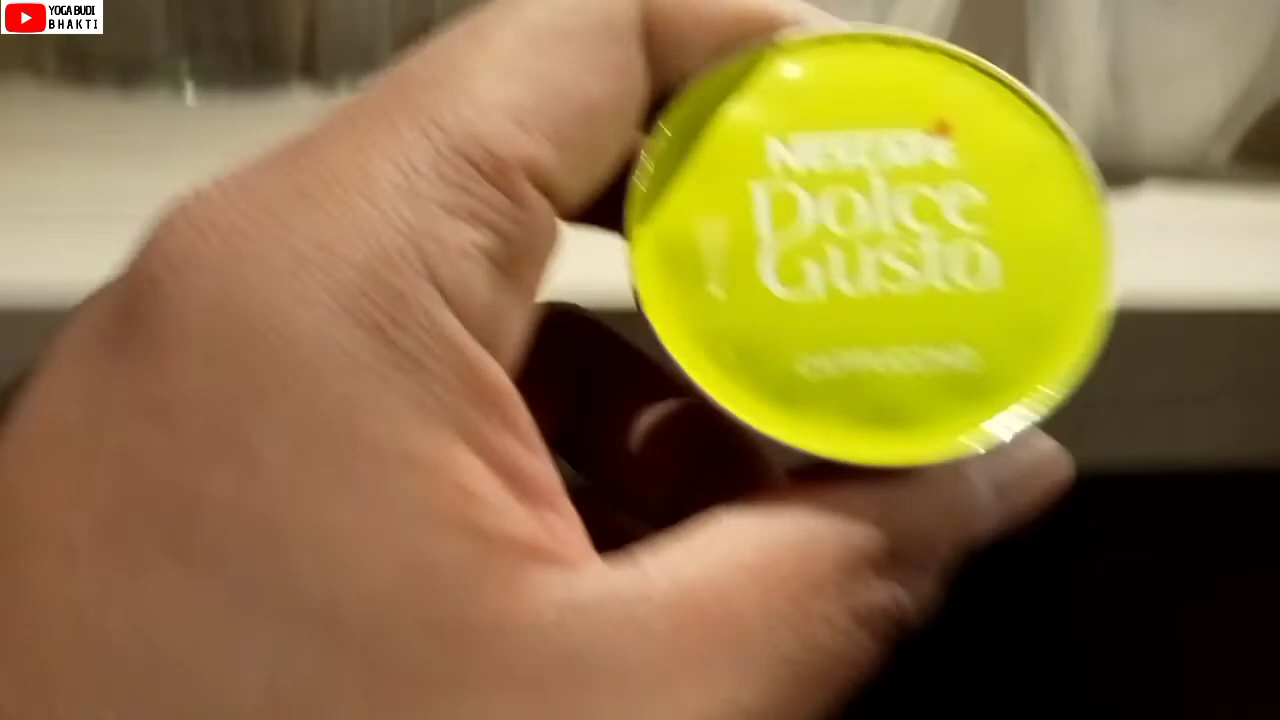 YOGA BUDI
BHAKTI
NESCAFÉ
Dolce
Gusto